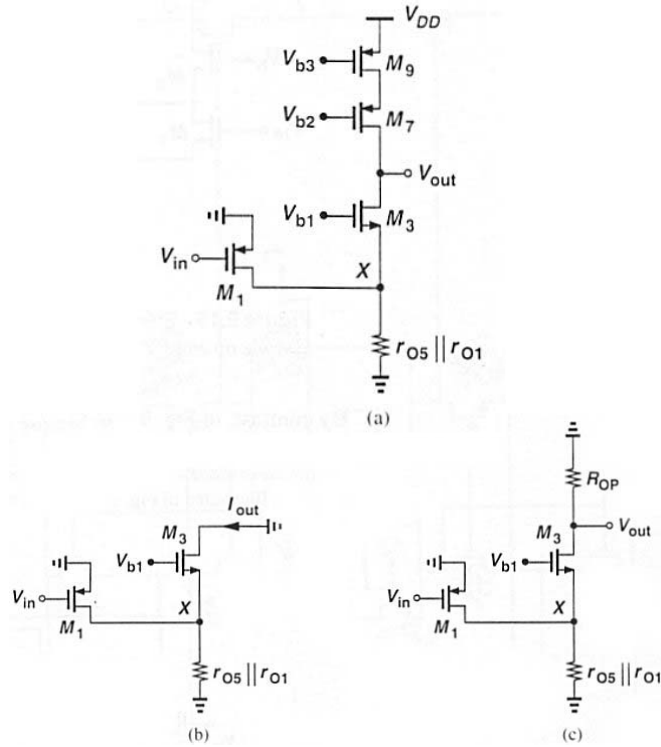 V_DD
V_b3
M_9
V_b2
M_7
V_out
V_b1
M_3
V_in
X
M_1
r_O5 || r_O1
(a)
I_out
M_3
V_b1
V_in
X
M_1
r_O5 || r_O1
(b)
R_OP
M_3
V_out
V_b1
V_in
X
M_1
r_O5 || r_O1
(c)